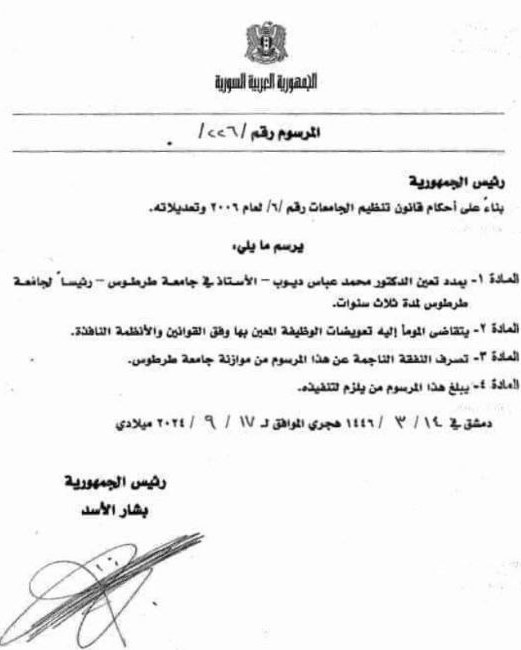 الجمهورية العربية السورية
المرسوم رقم /٢٢٦/
رئيس الجمهورية
بناءً على أحكام قانون تنظيم الجامعات رقم /٦/ لعام ٢٠٠٦ وتعديلاته.
يرسم ما يلي:
المادة ١- يمدد تعين الدكتور محمد عباس ديوب – الأستاذ في جامعة طرطوس – رئيساً لجامعة
طرطوس لمدة ثلاث سنوات.
المادة ٢- يتقاضى المومأ إليه تعويضات الوظيفة المعين بها وفق القوانين والأنظمة النافذة.
المادة ٣- تصرف النفقة الناجمة عن هذا المرسوم من موازنة جامعة طرطوس.
المادة ٤- يبلغ هذا المرسوم من يلزم لتنفيذه.
دمشق في ١٤ / ٣ / ١٤٤٦ هجري الموافق لـ ١٧ / ٩ / ٢٠٢٤ ميلادي
رئيس الجمهورية
بشار الأسد